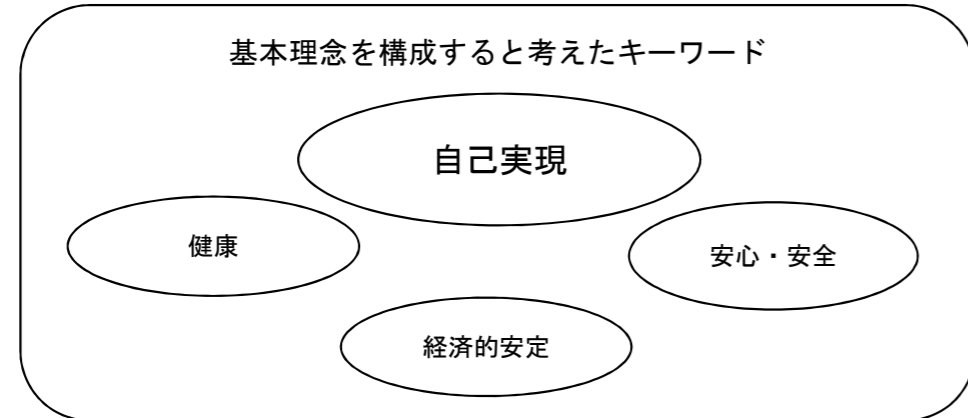 基本理念を構成すると考えたキーワード
自己実現
健康
安心・安全
経済的安定